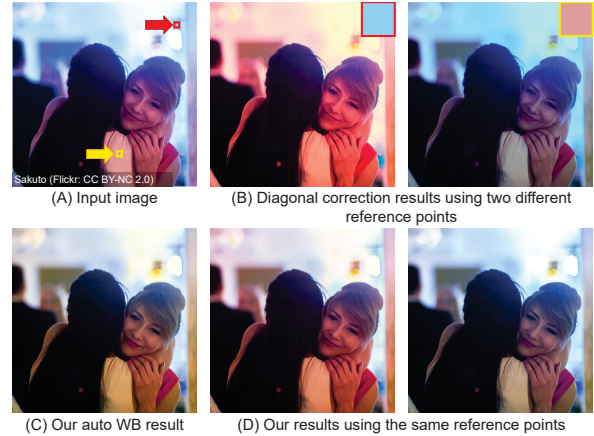 Sakuto (Flickr: CC BY-NC 2.0)
(A) Input image
(B) Diagonal correction results using two different
reference points
(C) Our auto WB result
(D) Our results using the same reference points